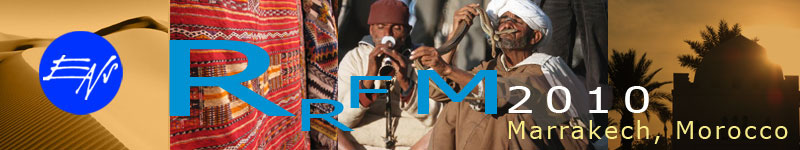 ENS
RRFM 2010
Marrakech, Morocco